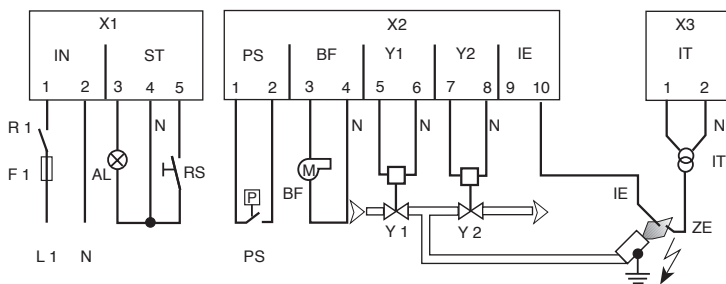 X1
X2
X3
IN ST
PS BF Y1 Y2 IE
IT
1 2 3 4 5
1 2 3 4 5 6 7 8 9 10
1 2
N
N N N
N
R 1
F 1
AL
RS
M
BF
P
IT
IE
ZE
Y 1 Y 2
L 1 N
PS